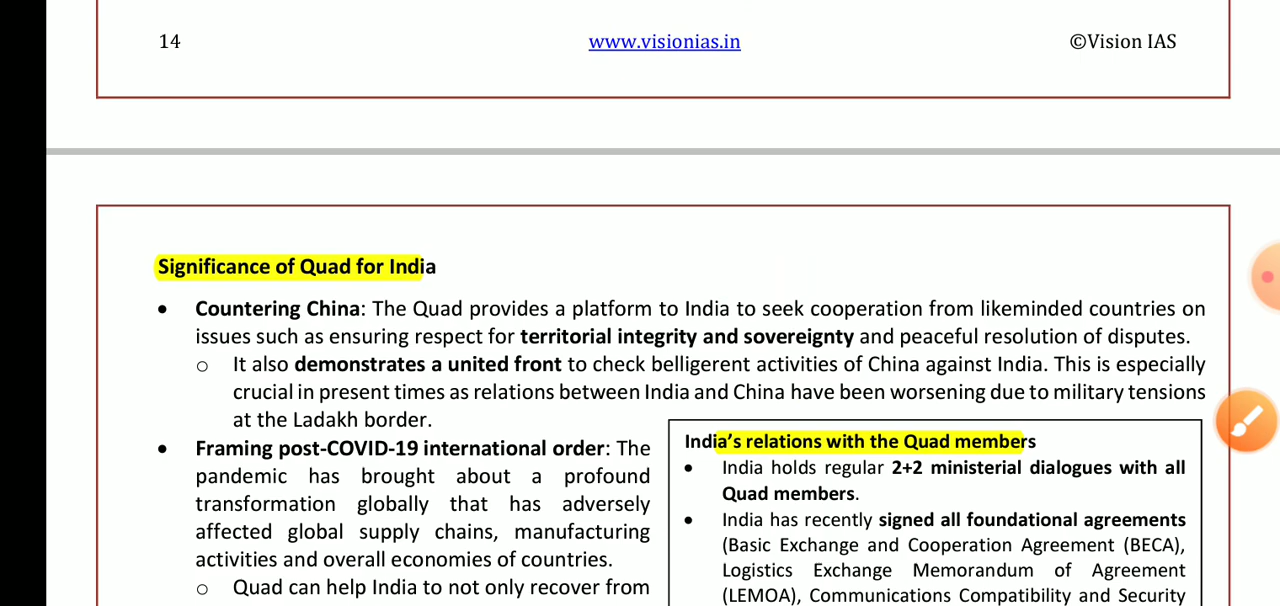 14
www.visionias.in
©Vision IAS
Significance of Quad for India
• Countering China: The Quad provides a platform to India to seek cooperation from likeminded countries on
issues such as ensuring respect for territorial integrity and sovereignty and peaceful resolution of disputes.
o It also demonstrates a united front to check belligerent activities of China against India. This is especially
crucial in present times as relations between India and China have been worsening due to military tensions
at the Ladakh border.
• Framing post-COVID-19 international order: The
pandemic has brought about a profound
transformation globally that has adversely
affected global supply chains, manufacturing
activities and overall economies of countries.
o Quad can help India to not only recover from
India’s relations with the Quad members
• India holds regular 2+2 ministerial dialogues with all
Quad members.
• India has recently signed all foundational agreements
(Basic Exchange and Cooperation Agreement (BECA),
Logistics Exchange Memorandum of Agreement
(LEMOA), Communications Compatibility and Security